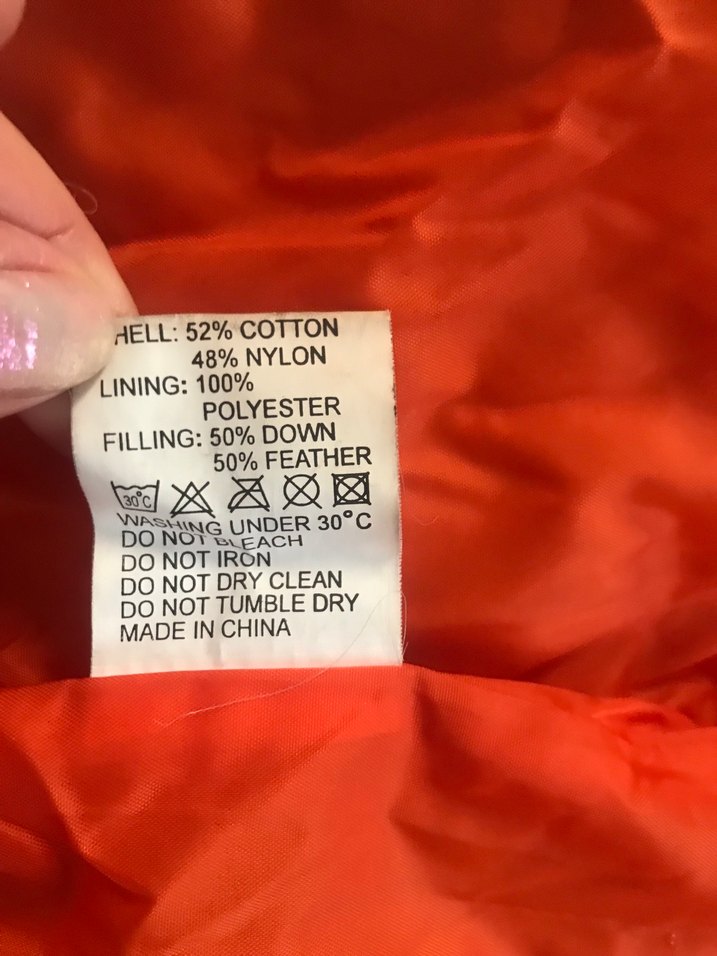 HELL: 52% COTTON
48% NYLON
LINING: 100%
POLYESTER
FILLING: 50% DOWN
50% FEATHER
30°C
WASHING UNDER 30°C
DO NOT BLEACH
DO NOT IRON
DO NOT DRY CLEAN
DO NOT TUMBLE DRY
MADE IN CHINA